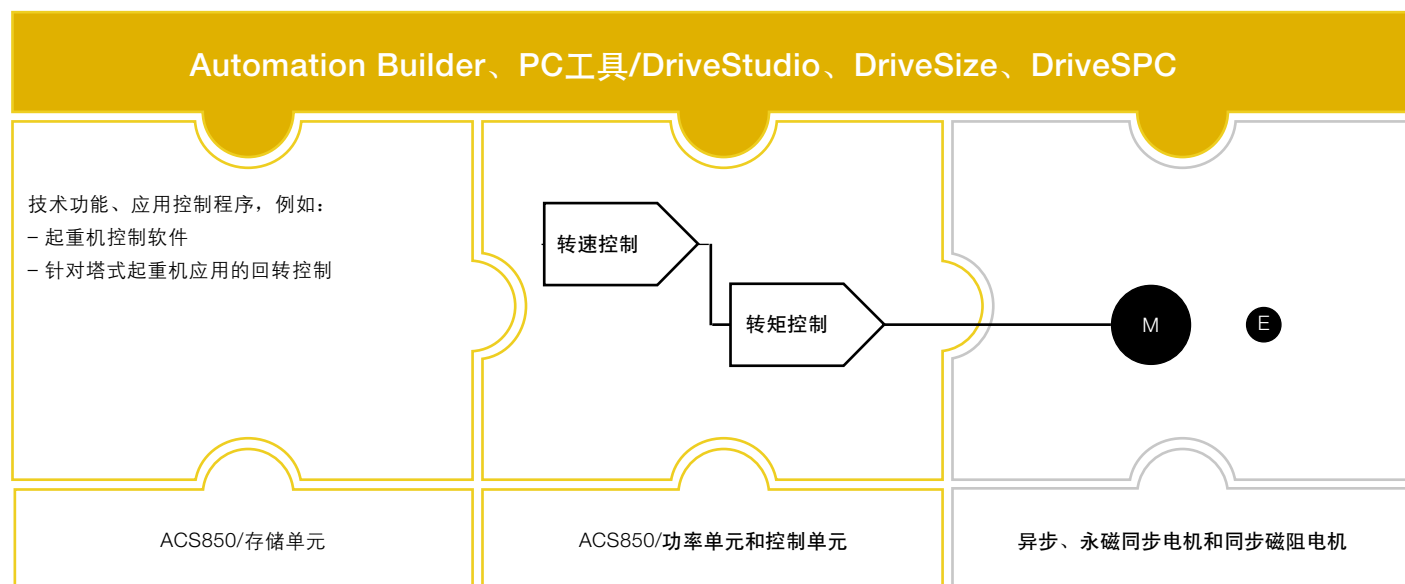 Automation Builder、PC工具/DriveStudio、DriveSize、DriveSPC
技术功能、应用控制程序，例如：
– 起重机控制软件
– 针对塔式起重机应用的回转控制
转速控制
转矩控制
M
E
ACS850/存储单元
ACS850/功率单元和控制单元
异步、永磁同步电机和同步磁阻电机